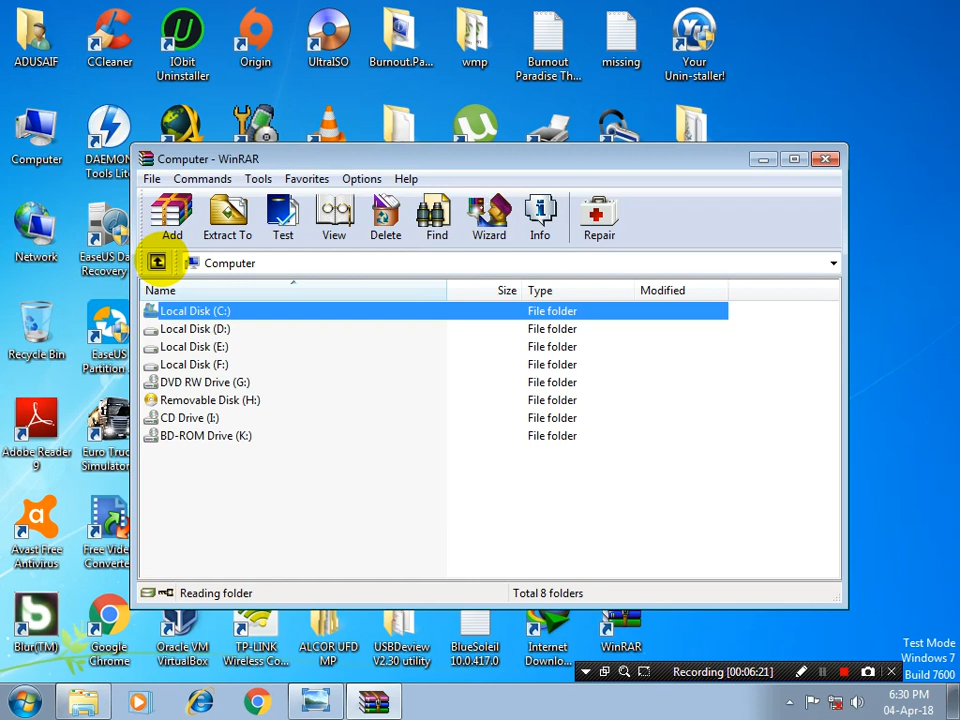 ADUSAIF
CCleaner
IObit
Uninstaller
Origin
UltraISO
Burnout.Pa...
wmp
Burnout
Paradise Th...
missing
Your
Unin-staller!
Computer
DAEMON
Tools Lite
Network
EaseUS Da
Recovery
Recycle Bin
EaseUS
Partition
Adobe Reader
9
Euro Truc
Simulator
Avast Free
Antivirus
Free Vide
Converte
Blur(TM)
Google
Chrome
Oracle VM
VirtualBox
TP-LINK
Wireless Co...
ALCOR UFD
MP
USBDeview
V2.30 utility
BlueSoleil
10.0.417.0
Internet
Downlo...
WinRAR
Computer - WinRAR
File Commands Tools Favorites Options Help
Add Extract To Test View Delete Find Wizard Info Repair
Computer
Name Size Type Modified
Local Disk (C:) File folder
Local Disk (D:) File folder
Local Disk (E:) File folder
Local Disk (F:) File folder
DVD RW Drive (G:) File folder
Removable Disk (H:) File folder
CD Drive (I:) File folder
BD-ROM Drive (K:) File folder
Reading folder Total 8 folders
Test Mode
Windows 7
Build 7600
Recording [00:06:21]
6:30 PM
04-Apr-18